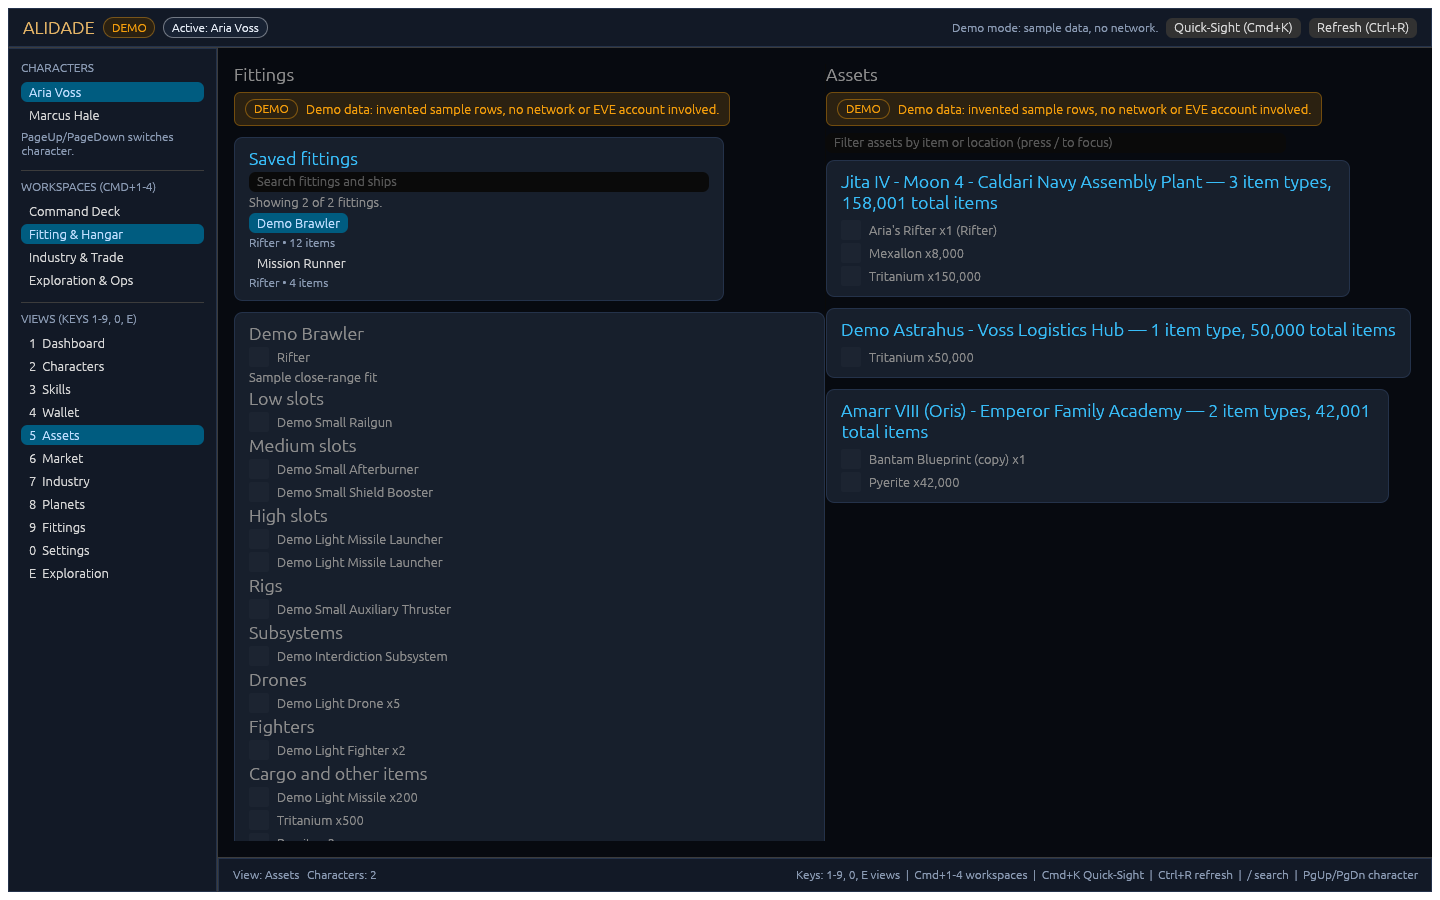 ALIDADE DEMO Active: Aria Voss Demo mode: sample data, no network. Quick-Sight (Cmd+K) Refresh (Ctrl+R)
CHARACTERS
Aria Voss
Marcus Hale
PageUp/PageDown switches
character.
WORKSPACES (CMD+1-4)
Command Deck
Fitting & Hangar
Industry & Trade
Exploration & Ops
VIEWS (KEYS 1-9, 0, E)
1 Dashboard
2 Characters
3 Skills
4 Wallet
5 Assets
6 Market
7 Industry
8 Planets
9 Fittings
0 Settings
E Exploration
Fittings
DEMO Demo data: invented sample rows, no network or EVE account involved.
Saved fittings
Search fittings and ships
Showing 2 of 2 fittings.
Demo Brawler
Rifter • 12 items
Mission Runner
Rifter • 4 items
Demo Brawler
Rifter
Sample close-range fit
Low slots
Demo Small Railgun
Medium slots
Demo Small Afterburner
Demo Small Shield Booster
High slots
Demo Light Missile Launcher
Demo Light Missile Launcher
Rigs
Demo Small Auxiliary Thruster
Subsystems
Demo Interdiction Subsystem
Drones
Demo Light Drone x5
Fighters
Demo Light Fighter x2
Cargo and other items
Demo Light Missile x200
Tritanium x500
Assets
DEMO Demo data: invented sample rows, no network or EVE account involved.
Filter assets by item or location (press / to focus)
Jita IV - Moon 4 - Caldari Navy Assembly Plant — 3 item types,
158,001 total items
Aria's Rifter x1 (Rifter)
Mexallon x8,000
Tritanium x150,000
Demo Astrahus - Voss Logistics Hub — 1 item type, 50,000 total items
Tritanium x50,000
Amarr VIII (Oris) - Emperor Family Academy — 2 item types, 42,001
total items
Bantam Blueprint (copy) x1
Pyerite x42,000
View: Assets Characters: 2 Keys: 1-9, 0, E views | Cmd+1-4 workspaces | Cmd+K Quick-Sight | Ctrl+R refresh | / search | PgUp/PgDn character